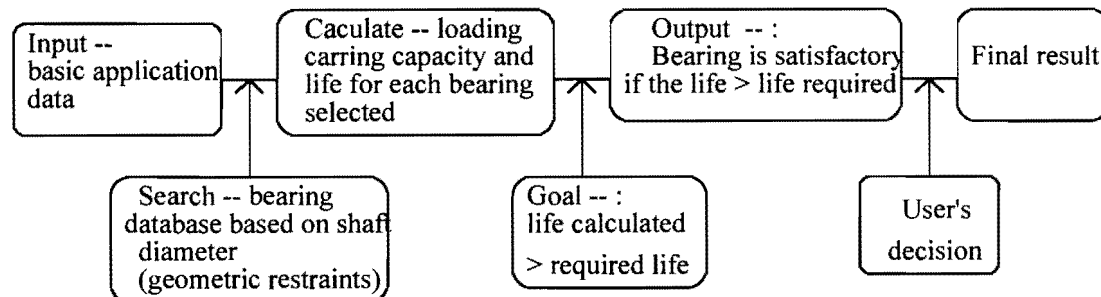 Input --
basic application
data
Caculate -- loading
carring capacity and
life for each bearing
selected
Output -- :
Bearing is satisfactory
if the life > life required
Final result
Search -- bearing
database based on shaft
diameter
(geometric restraints)
Goal -- :
life calculated
> required life
User's
decision